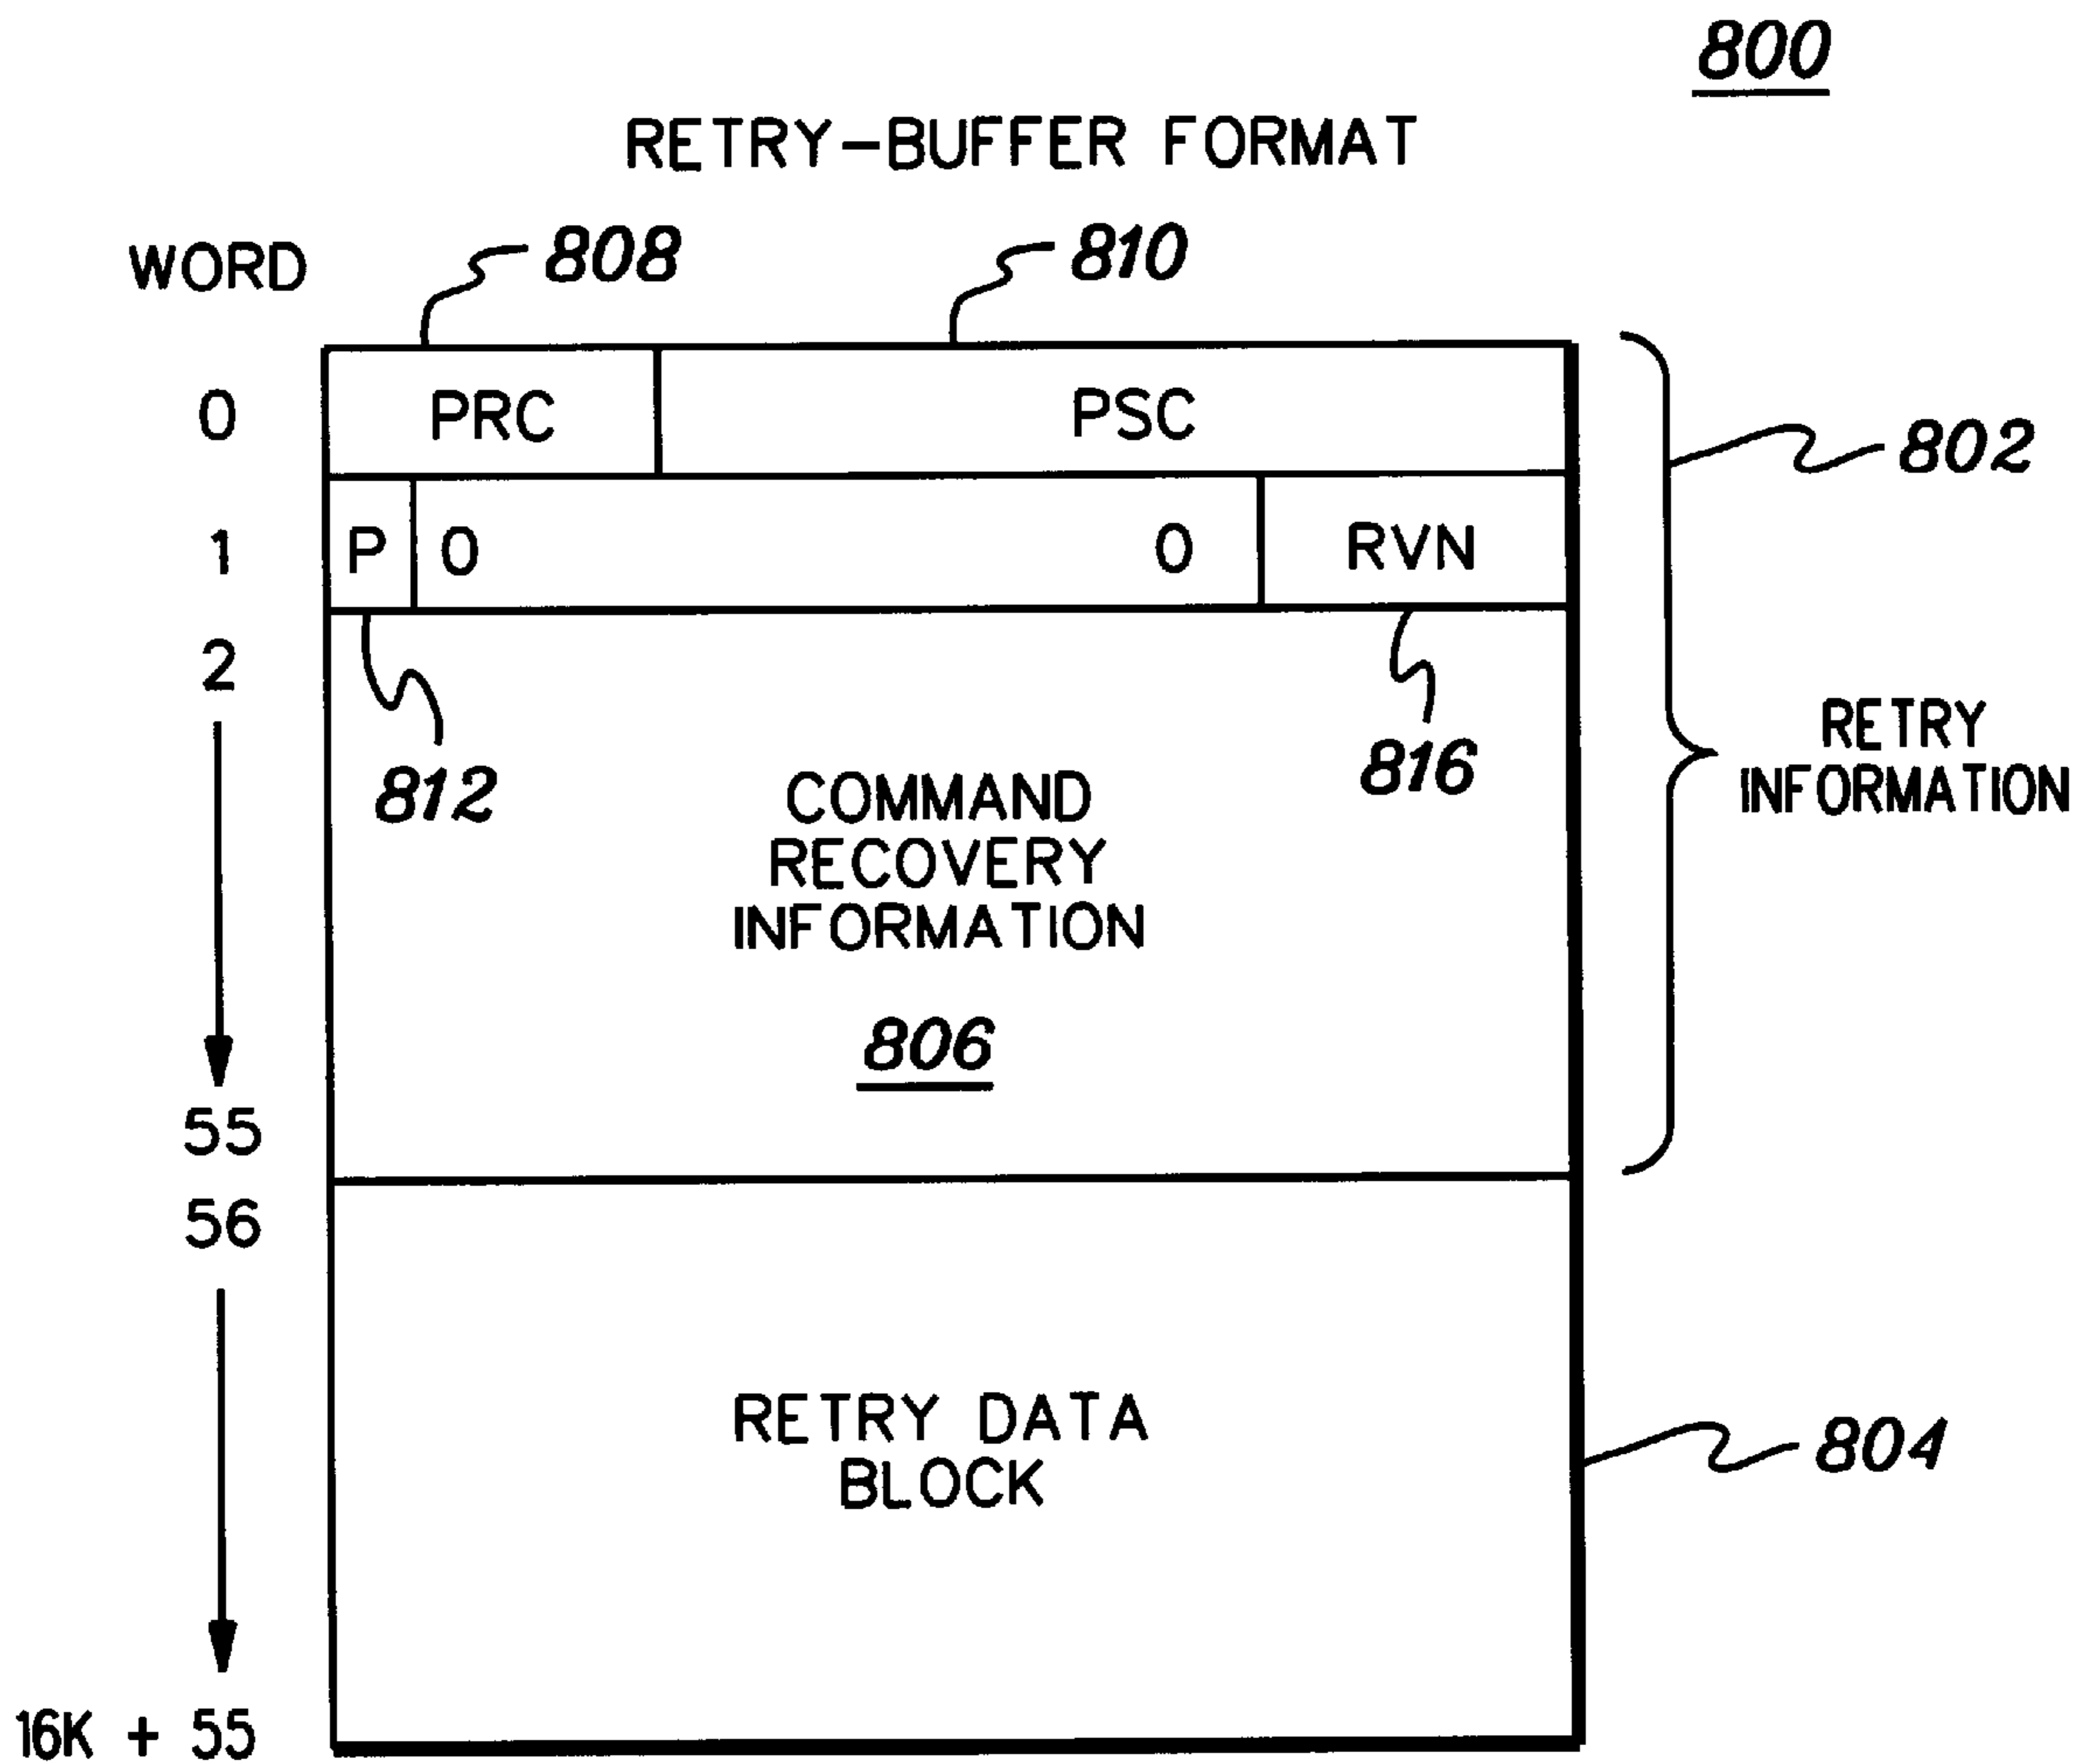 800
RETRY-BUFFER FORMAT
WORD
808
810
0
PRC
PSC
802
1
P
0
0
RVN
2
812
816
RETRY
INFORMATION
COMMAND
RECOVERY
INFORMATION
806
55
56
RETRY DATA
BLOCK
804
16K + 55